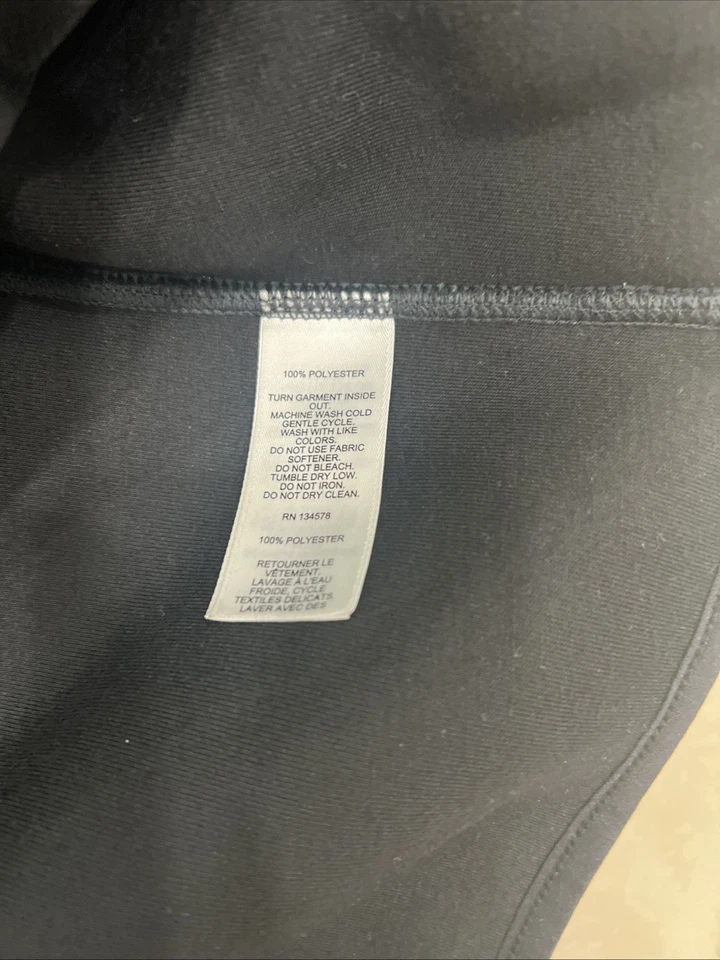 100% POLYESTER
TURN GARMENT INSIDE
OUT.
MACHINE WASH COLD
GENTLE CYCLE.
WASH WITH LIKE
COLORS.
DO NOT USE FABRIC
SOFTENER.
DO NOT BLEACH.
TUMBLE DRY LOW.
DO NOT IRON.
DO NOT DRY CLEAN.
RN 134578
100% POLYESTER
RETOURNER LE
VÊTEMENT.
LAVAGE À L'EAU
FROIDE, CYCLE
TEXTILES DÉLICATS.
LAVER AVEC DES